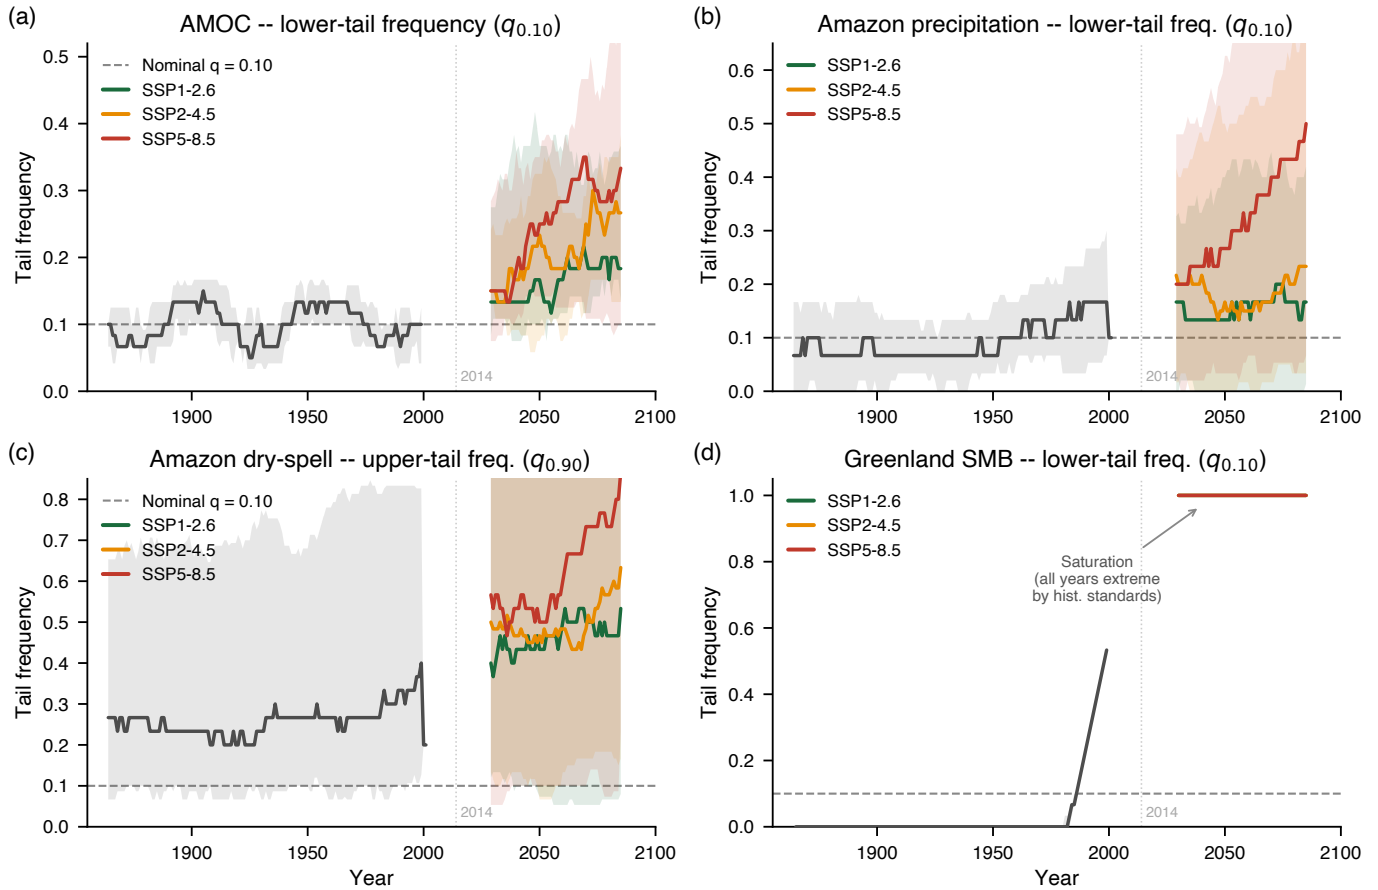 (a)
AMOC -- lower-tail frequency (q0.10)
Nominal q = 0.10
SSP1-2.6
SSP2-4.5
SSP5-8.5
Tail frequency
0.5
0.4
0.3
0.2
0.1
0.0
2014
1900
1950
2000
2050
2100
(b)
Amazon precipitation -- lower-tail freq. (q0.10)
SSP1-2.6
SSP2-4.5
SSP5-8.5
Tail frequency
0.6
0.5
0.4
0.3
0.2
0.1
0.0
2014
1900
1950
2000
2050
2100
(c)
Amazon dry-spell -- upper-tail freq. (q0.90)
Nominal q = 0.10
SSP1-2.6
SSP2-4.5
SSP5-8.5
Tail frequency
0.8
0.7
0.6
0.5
0.4
0.3
0.2
0.1
0.0
2014
1900
1950
2000
2050
2100
Year
(d)
Greenland SMB -- lower-tail freq. (q0.10)
SSP1-2.6
SSP2-4.5
SSP5-8.5
Saturation
(all years extreme
by hist. standards)
Tail frequency
1.0
0.8
0.6
0.4
0.2
0.0
2014
1900
1950
2000
2050
2100
Year